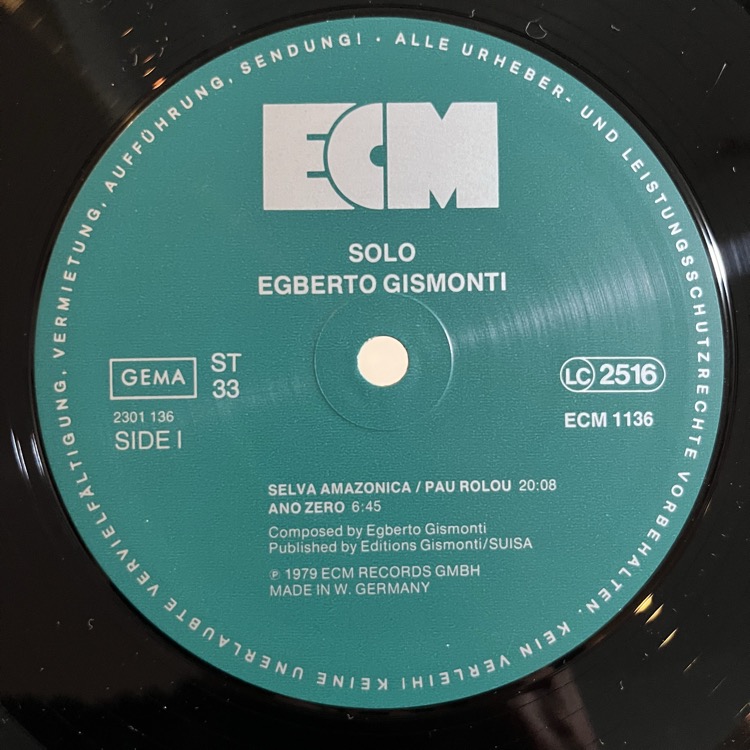 ECM
SOLO
EGBERTO GISMONTI
GEMA
ST
33
2301 136
SIDE I
LC 2516
ECM 1136
SELVA AMAZONICA / PAU ROLOU 20:08
ANO ZERO 6:45
Composed by Egberto Gismonti
Published by Editions Gismonti/SUISA
℗ 1979 ECM RECORDS GMBH
MADE IN W. GERMANY
ALLE URHEBER- UND LEISTUNGSSCHUTZRECHTE VORBEHALTEN. KEIN VERLEIH! KEINE UNERLAUBTE VERVIELFÄLTIGUNG, VERMIETUNG, AUFFÜHRUNG, SENDUNG! ·